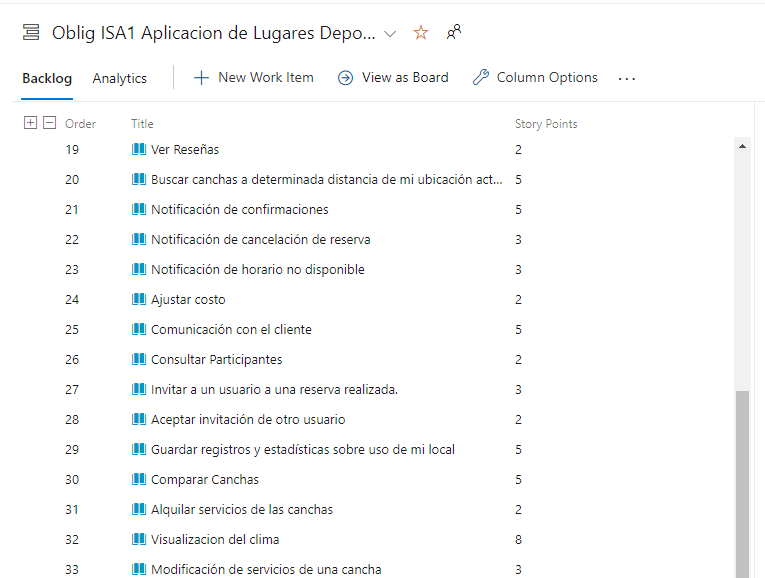 Oblig ISA1 Aplicacion de Lugares Depo...
Backlog Analytics New Work Item View as Board Column Options ...
Order Title Story Points
19 Ver Reseñas 2
20 Buscar canchas a determinada distancia de mi ubicación act... 5
21 Notificación de confirmaciones 5
22 Notificación de cancelación de reserva 3
23 Notificación de horario no disponible 3
24 Ajustar costo 2
25 Comunicación con el cliente 5
26 Consultar Participantes 2
27 Invitar a un usuario a una reserva realizada. 3
28 Aceptar invitación de otro usuario 2
29 Guardar registros y estadísticas sobre uso de mi local 5
30 Comparar Canchas 5
31 Alquilar servicios de las canchas 2
32 Visualizacion del clima 8
33 Modificación de servicios de una cancha 3